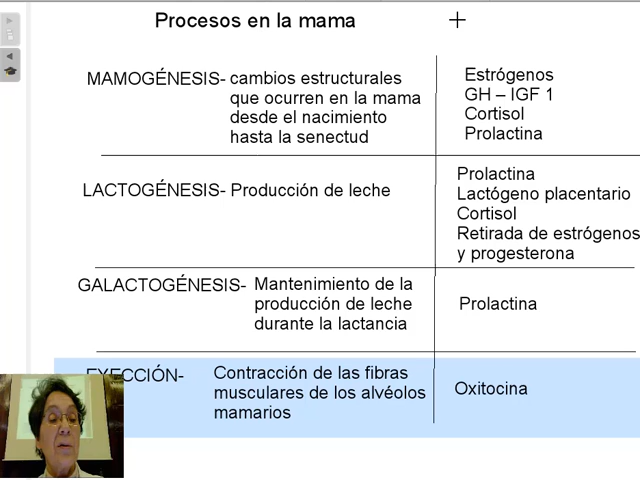 Procesos en la mama +
MAMOGÉNESIS- cambios estructurales
que ocurren en la mama
desde el nacimiento
hasta la senectud
Estrógenos
GH – IGF 1
Cortisol
Prolactina
LACTOGÉNESIS- Producción de leche
Prolactina
Lactógeno placentario
Cortisol
Retirada de estrógenos
y progesterona
GALACTOGÉNESIS- Mantenimiento de la
producción de leche
durante la lactancia
Prolactina
EYECCIÓN- Contracción de las fibras
musculares de los alvéolos
mamarios
Oxitocina